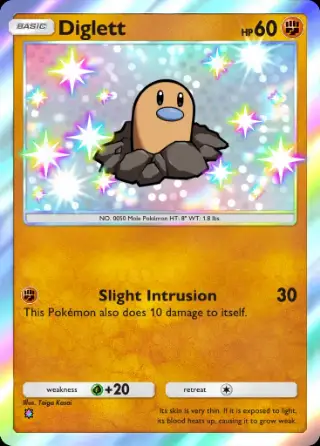 BASIC Diglett HP 60
NO. 0050 Mole Pokémon HT: 8" WT: 1.8 lbs.
Slight Intrusion 30
This Pokémon also does 10 damage to itself.
weakness +20 retreat
Illus. Taiga Kasai
Its skin is very thin. If it is exposed to light,
its blood heats up, causing it to grow weak.